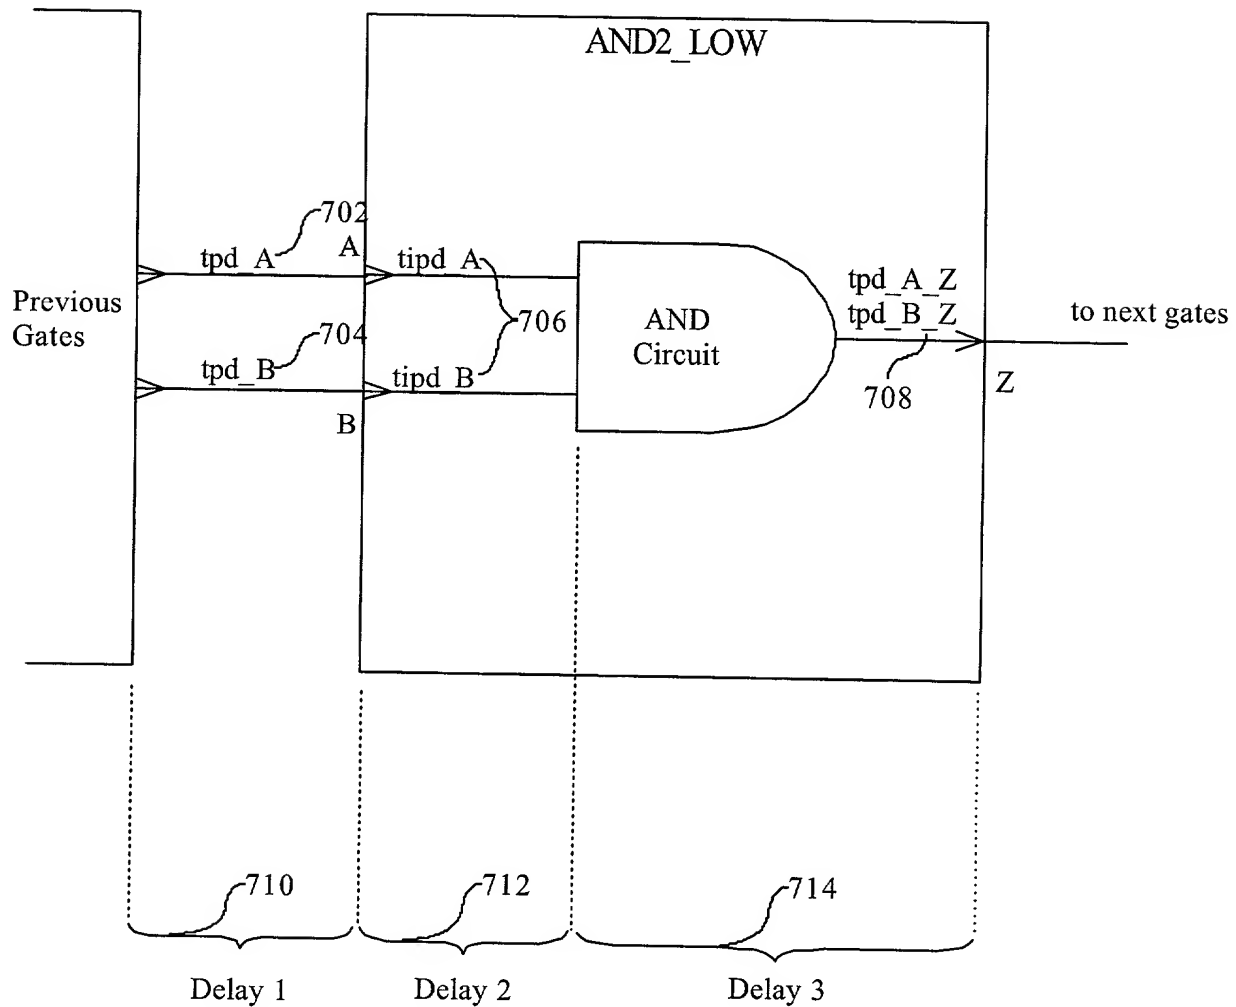 AND2_LOW
702
tpd_A
A
tipd_A
tpd_A_Z
Previous
Gates
704
706
AND
Circuit
tpd_B_Z
to next gates
tpd_B
tipd_B
708
Z
B
710
712
714
Delay 1
Delay 2
Delay 3